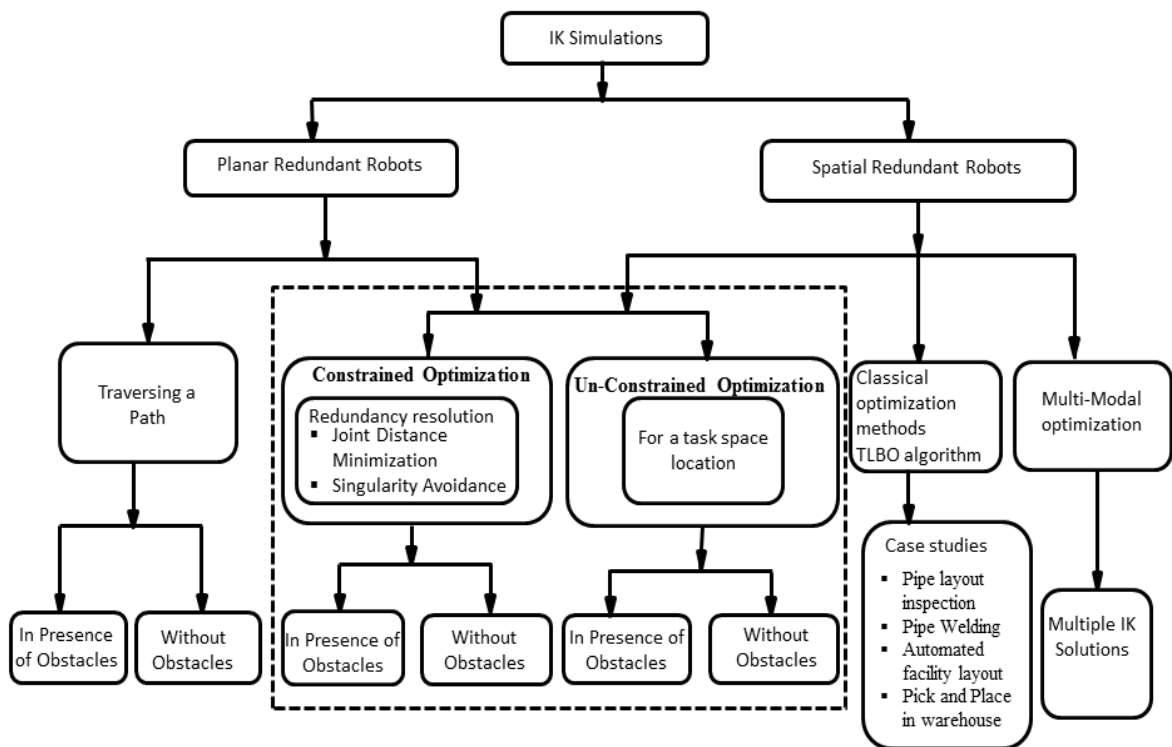 IK Simulations
Planar Redundant Robots
Spatial Redundant Robots
Traversing a
Path
Constrained Optimization
Redundancy resolution
▪ Joint Distance
Minimization
▪ Singularity Avoidance
Un-Constrained Optimization
For a task space
location
Classical
optimization
methods
TLBO algorithm
Multi-Modal
optimization
In Presence
of Obstacles
Without
Obstacles
In Presence of
Obstacles
Without
Obstacles
In Presence of
Obstacles
Without
Obstacles
Case studies
▪ Pipe layout
inspection
▪ Pipe Welding
▪ Automated
facility layout
▪ Pick and Place
in warehouse
Multiple IK
Solutions